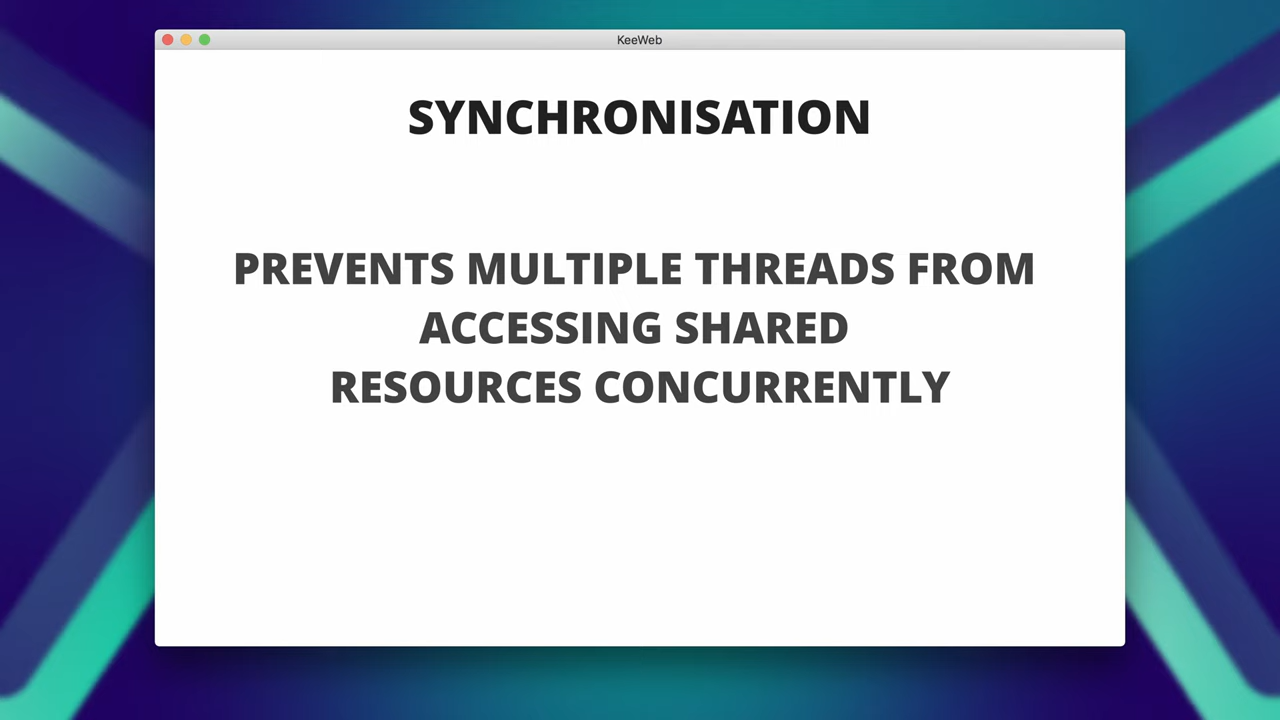 KeeWeb
SYNCHRONISATION
PREVENTS MULTIPLE THREADS FROM
ACCESSING SHARED
RESOURCES CONCURRENTLY